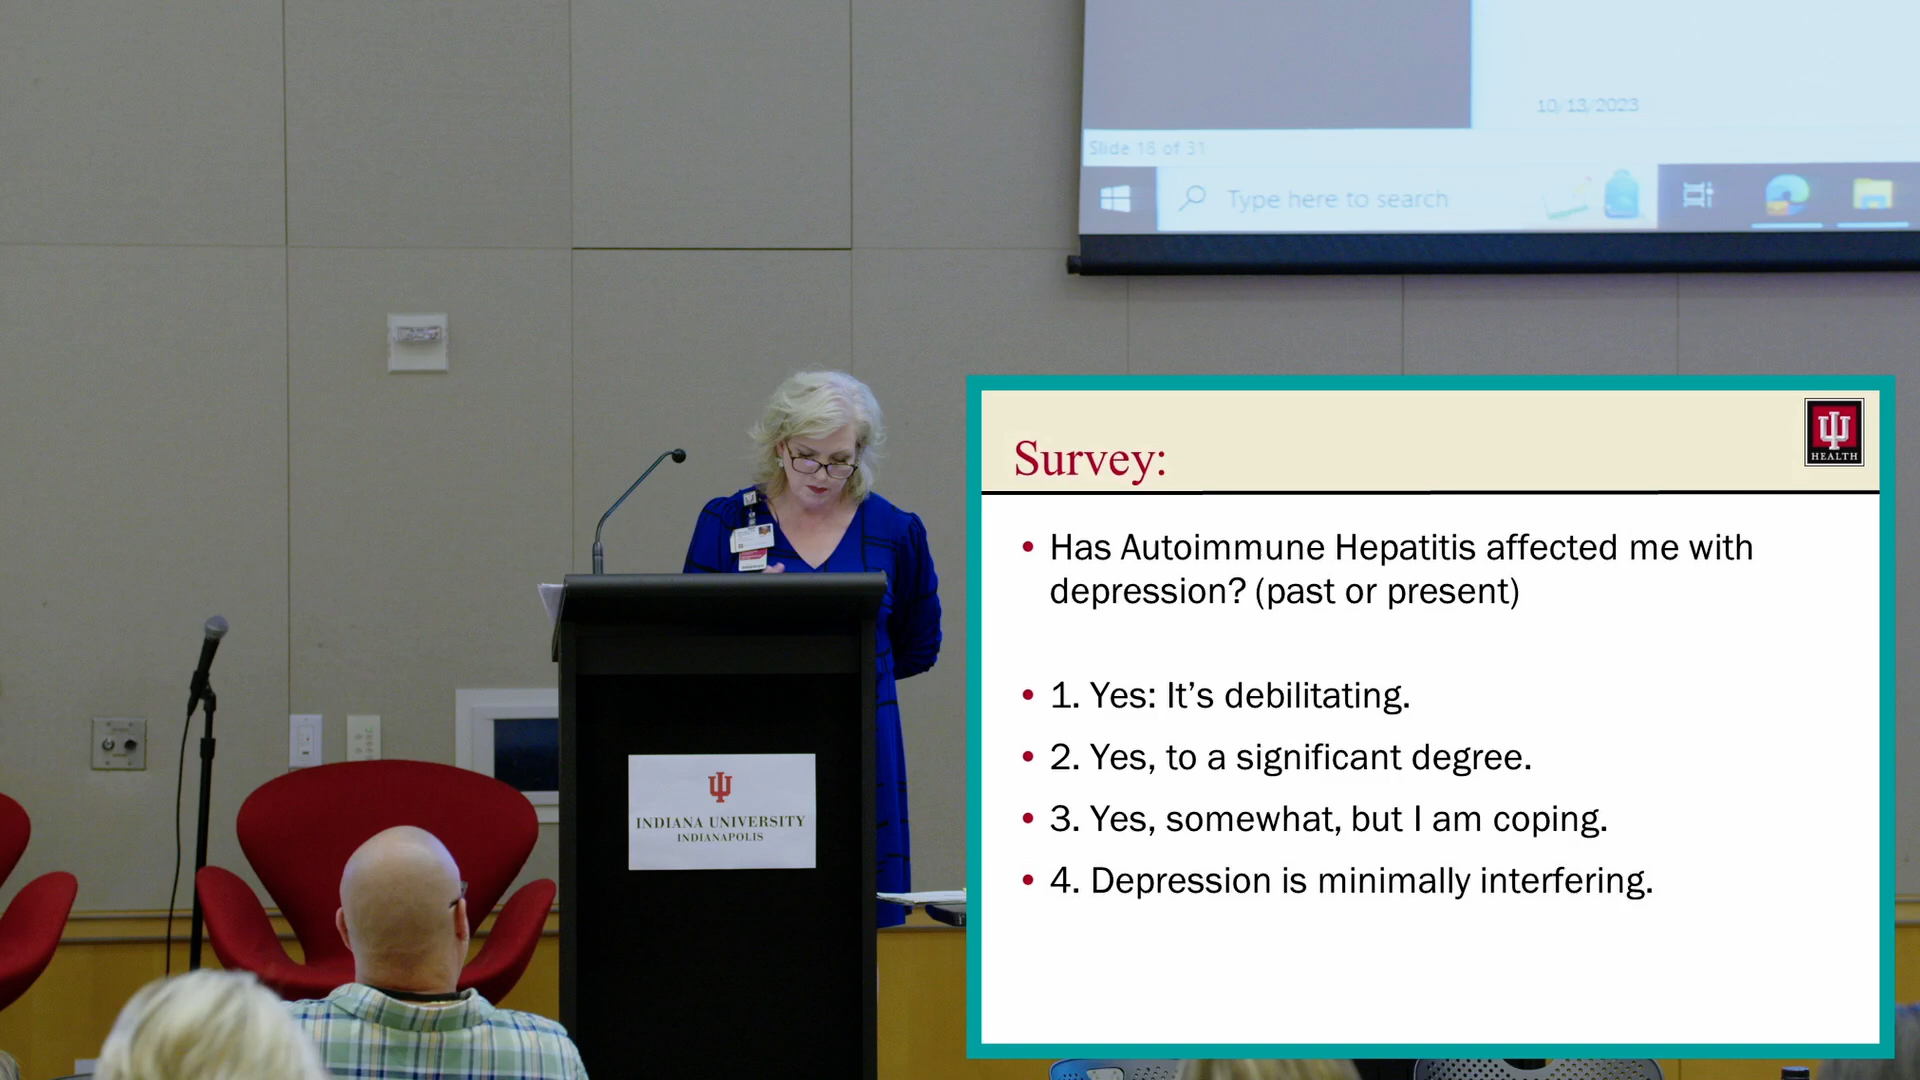 10/13/2023
Slide 16 of 31
Type here to search
HEALTH
Survey:
• Has Autoimmune Hepatitis affected me with
depression? (past or present)
• 1. Yes: It’s debilitating.
• 2. Yes, to a significant degree.
• 3. Yes, somewhat, but I am coping.
• 4. Depression is minimally interfering.
INDIANA UNIVERSITY
INDIANAPOLIS